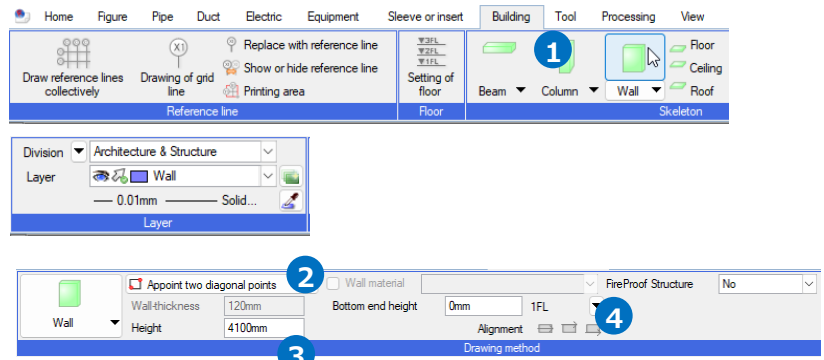 Home Figure Pipe Duct Electric Equipment Sleeve or insert Building Tool Processing View
Draw reference lines collectively
X1
Drawing of grid line
Replace with reference line
Show or hide reference line
Printing area
Reference line
▼3FL
▼2FL
▼1FL
Setting of floor
Floor
Beam
1
Column
Wall
Floor
Ceiling
Roof
Skeleton
Division Architecture & Structure
Layer Wall
0.01mm Solid...
Layer
Wall
Appoint two diagonal points
2
Wall material
FireProof Structure No
Wall-thickness 120mm
Bottom end height 0mm 1FL
4
Height 4100mm
Alignment
3
Drawing method